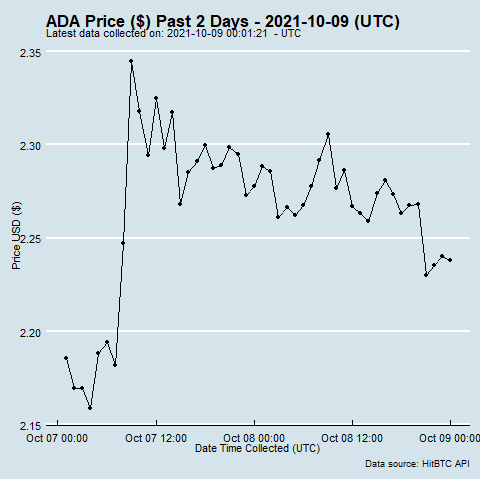 ADA Price ($) Past 2 Days - 2021-10-09 (UTC)
Latest data collected on: 2021-10-09 00:01:21 - UTC
2.35
2.30
2.25
2.20
2.15
Price USD ($)
Oct 07 00:00 Oct 07 12:00 Oct 08 00:00 Oct 08 12:00 Oct 09 00:00
Date Time Collected (UTC)
Data source: HitBTC API